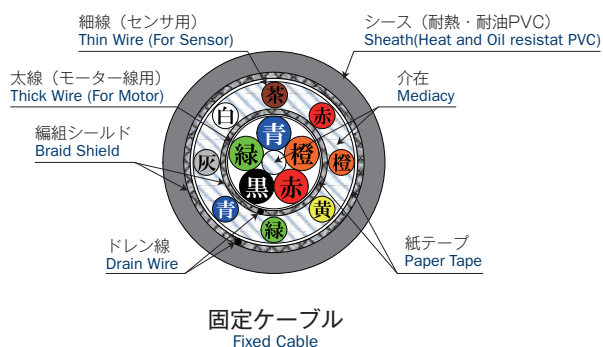 細線（センサ用）
Thin Wire (For Sensor)
シース（耐熱・耐油PVC）
Sheath(Heat and Oil resistat PVC)
太線（モーター線用）
Thick Wire (For Motor)
介在
Mediacy
編組シールド
Braid Shield
茶
白
赤
青
緑
橙
灰
橙
黒
赤
青
黄
緑
ドレン線
Drain Wire
紙テープ
Paper Tape
固定ケーブル
Fixed Cable